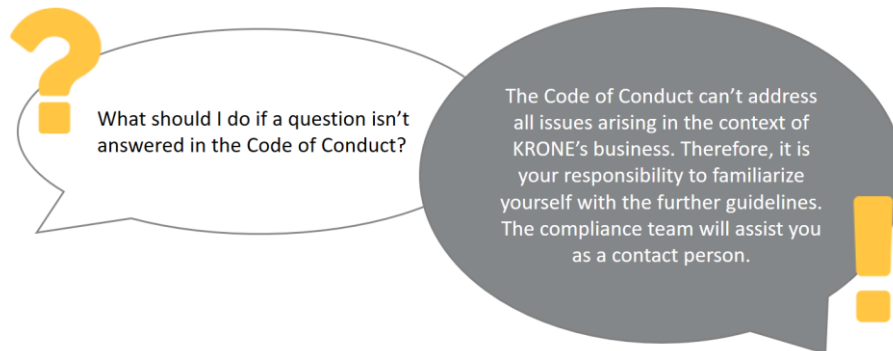 ?
What should I do if a question isn't
answered in the Code of Conduct?
The Code of Conduct can't address
all issues arising in the context of
KRONE's business. Therefore, it is
your responsibility to familiarize
yourself with the further guidelines.
The compliance team will assist you
as a contact person.
!